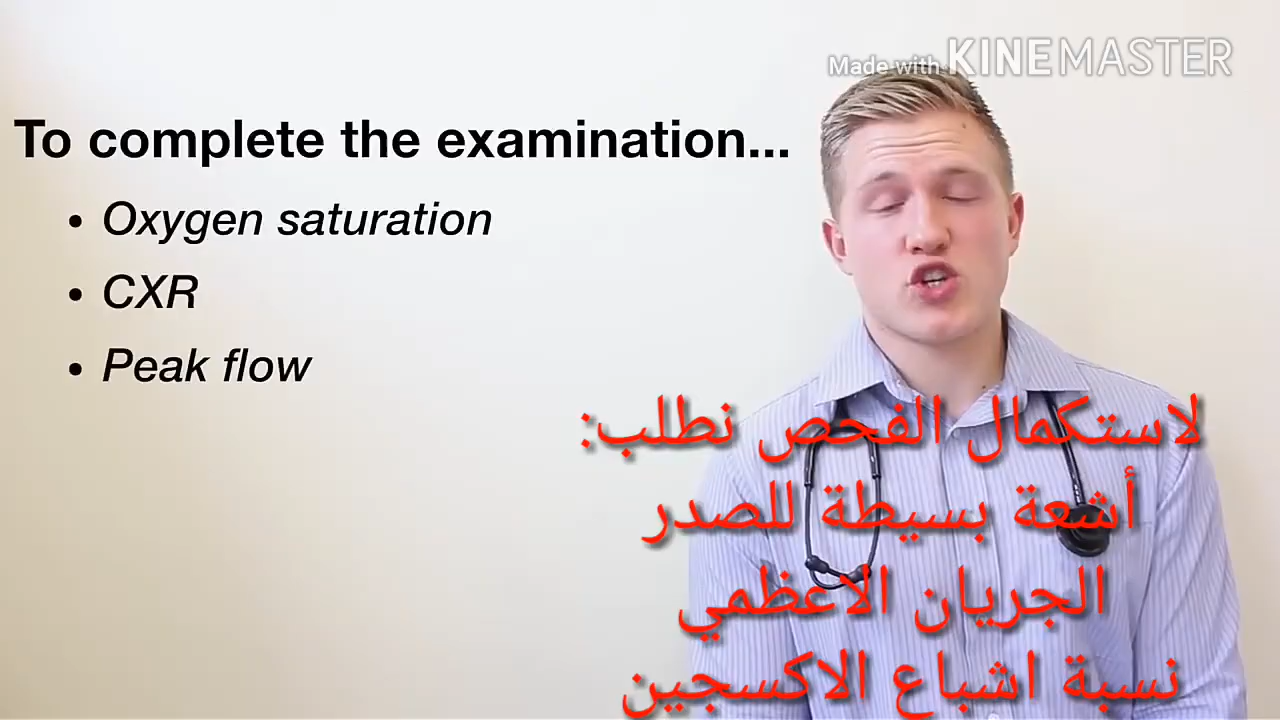 Made with KINEMASTER
To complete the examination...
• Oxygen saturation
• CXR
• Peak flow
لاستكمال الفحص نطلب:
أشعة بسيطة للصدر
الجريان الاعظمي
نسبة اشباع الاكسجين